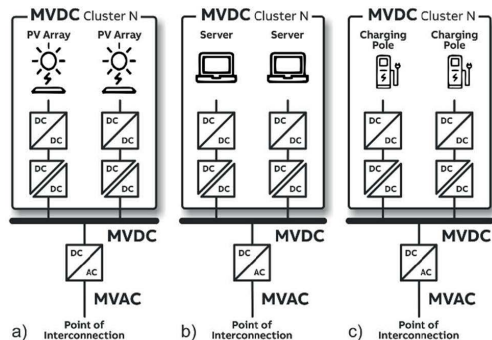 MVDC Cluster N
PV Array PV Array
DC DC
DC DC
DC DC
DC DC
MVDC
DC
AC
MVAC
a) Point of
Interconnection
MVDC Cluster N
Server Server
DC DC
DC DC
DC DC
DC DC
MVDC
DC
AC
MVAC
b) Point of
Interconnection
MVDC Cluster N
Charging Charging
Pole Pole
DC DC
DC DC
DC DC
DC DC
MVDC
DC
AC
MVAC
c) Point of
Interconnection